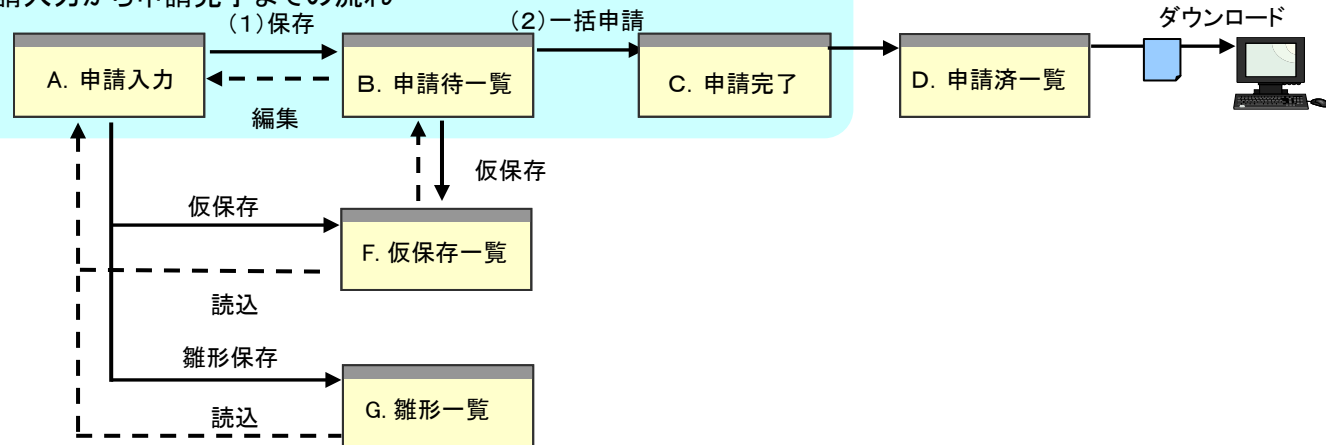 請入力から申請完了までの流れ
(1)保存
(2)一括申請
ダウンロード
A. 申請入力
B. 申請待一覧
C. 申請完了
D. 申請済一覧
編集
仮保存
仮保存
F. 仮保存一覧
読込
雛形保存
G. 雛形一覧
読込